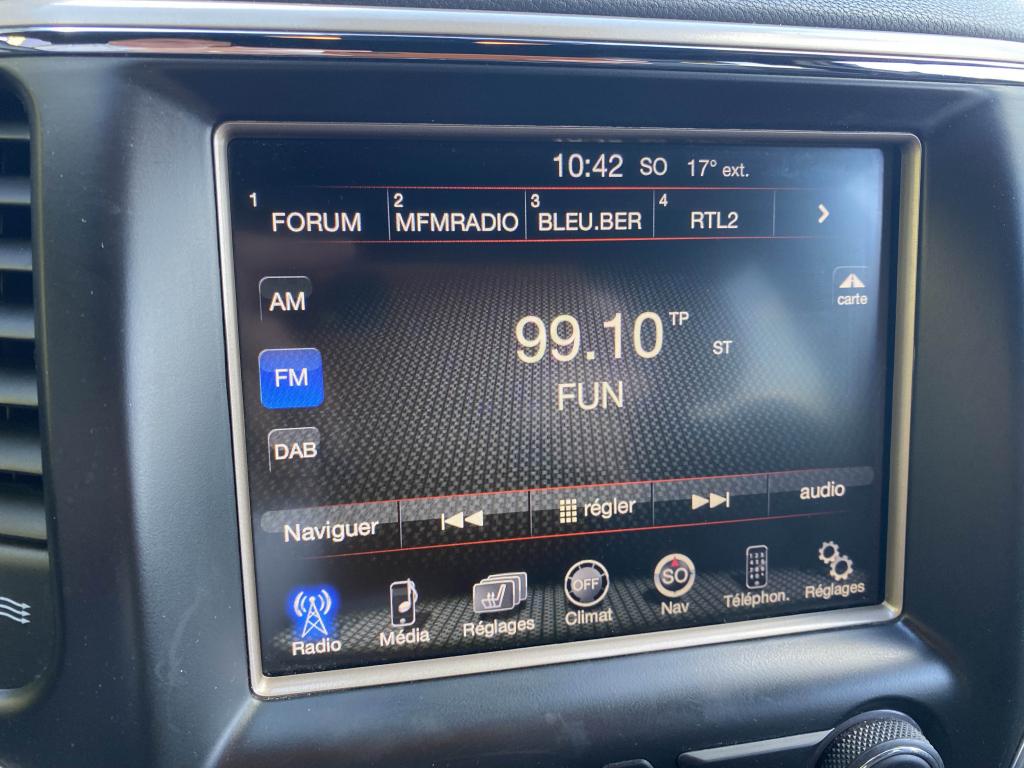 10:42 SO 17° ext.
1 FORUM 2 MFMRADIO 3 BLEU.BER 4 RTL2
carte
AM
99.10 TP
ST
FM
FUN
DAB
Naviguer régler audio
OFF SO
Radio Média Réglages Climat Nav Téléphon. Réglages